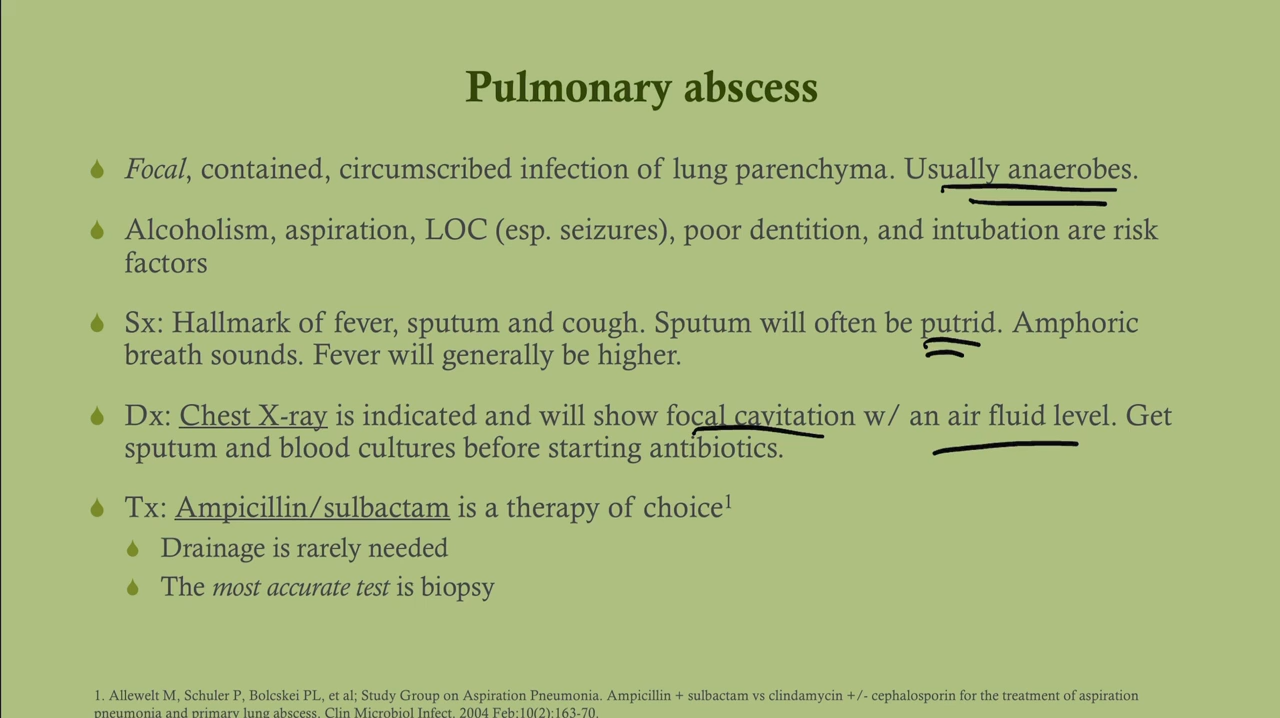 Pulmonary abscess
Focal, contained, circumscribed infection of lung parenchyma. Usually anaerobes.
Alcoholism, aspiration, LOC (esp. seizures), poor dentition, and intubation are risk
factors
Sx: Hallmark of fever, sputum and cough. Sputum will often be putrid. Amphoric
breath sounds. Fever will generally be higher.
Dx: Chest X-ray is indicated and will show focal cavitation w/ an air fluid level. Get
sputum and blood cultures before starting antibiotics.
Tx: Ampicillin/sulbactam is a therapy of choice¹
Drainage is rarely needed
The most accurate test is biopsy
1. Allewelt M, Schuler P, Bolcskei PL, et al; Study Group on Aspiration Pneumonia. Ampicillin + sulbactam vs clindamycin +/- cephalosporin for the treatment of aspiration
pneumonia and primary lung abscess. Clin Microbiol Infect. 2004 Feb;10(2):163-70.